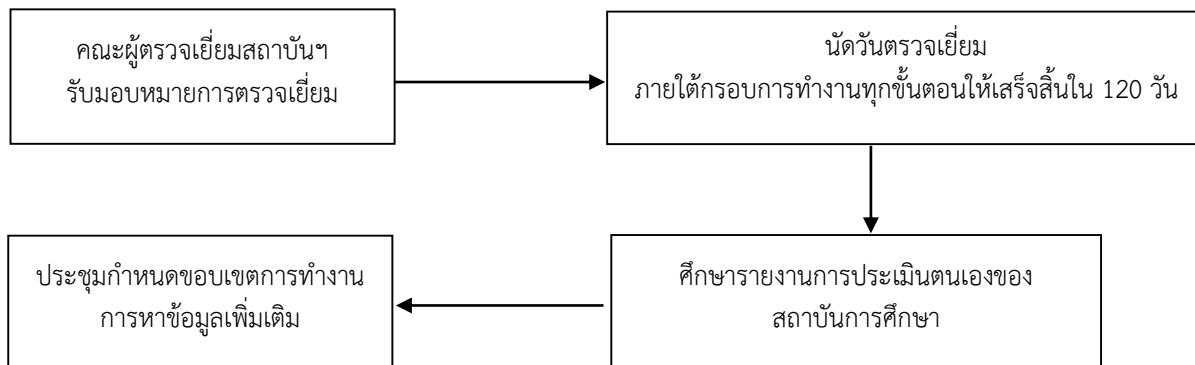 คณะผู้ตรวจเยี่ยมสถาบันฯ
รับมอบหมายการตรวจเยี่ยม
นัดวันตรวจเยี่ยม
ภายใต้กรอบการทำงานทุกขั้นตอนให้เสร็จสิ้นใน 120 วัน
ศึกษารายงานการประเมินตนเองของ
สถาบันการศึกษา
ประชุมกำหนดขอบเขตการทำงาน
การหาข้อมูลเพิ่มเติม